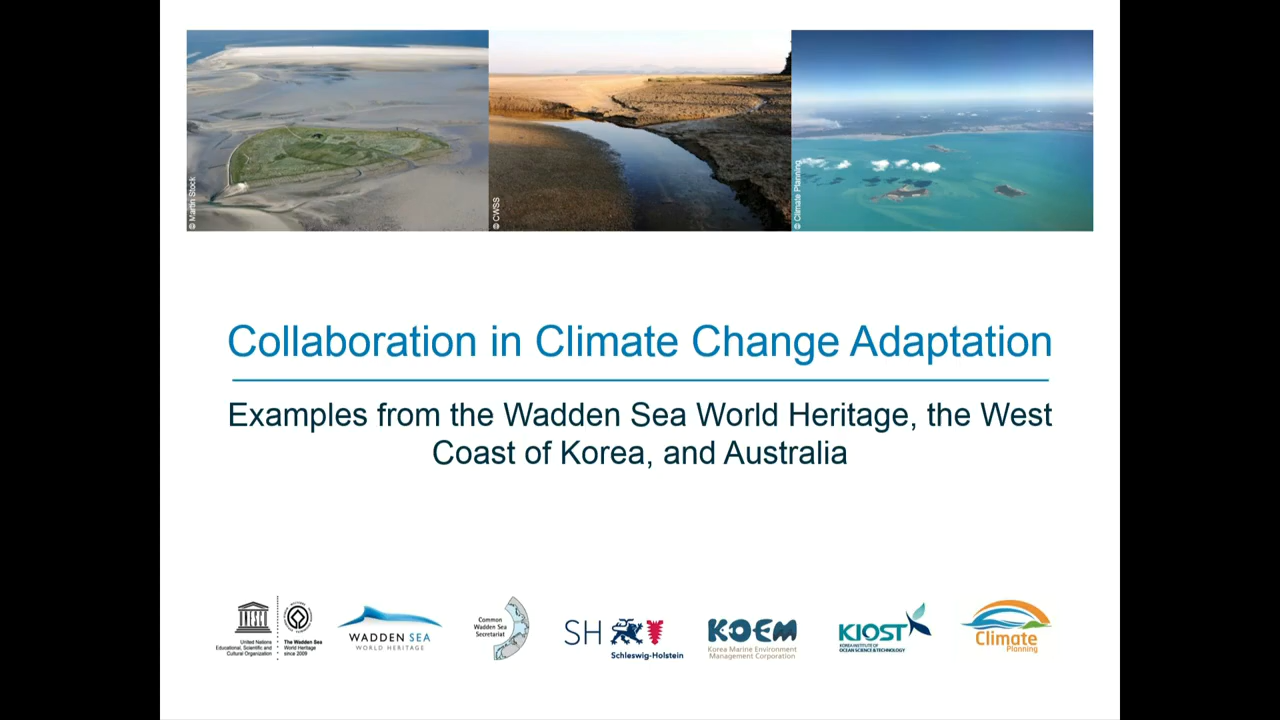 © Martin Stock
© CWSS
© Climate Planning
Collaboration in Climate Change Adaptation
Examples from the Wadden Sea World Heritage, the West
Coast of Korea, and Australia
UNESCO
United Nations
Educational, Scientific and
Cultural Organization
The Wadden Sea
World Heritage
since 2009
WADDEN SEA
WORLD HERITAGE
Common
Wadden Sea
Secretariat
SH
Schleswig-Holstein
KOEM
Korea Marine Environment
Management Corporation
KIOST
KOREA INSTITUTE OF
OCEAN SCIENCE & TECHNOLOGY
Climate
Planning